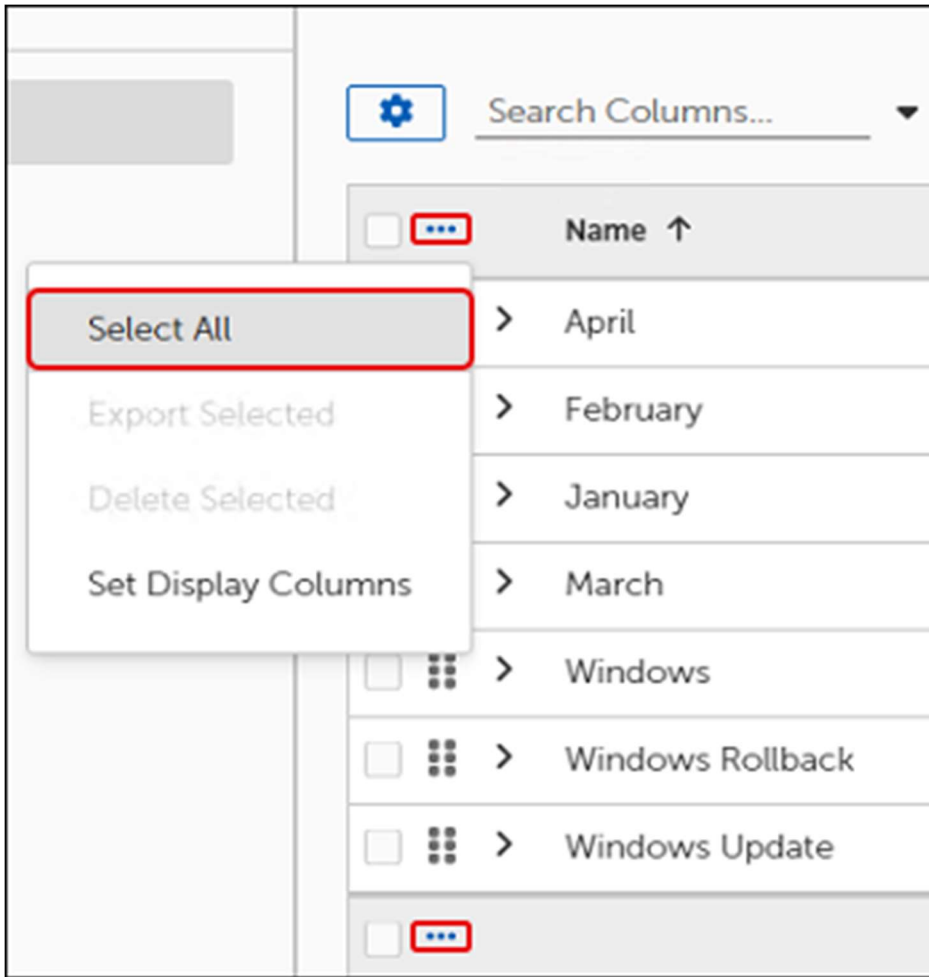 Search Columns...
Name
Select All
Export Selected
Delete Selected
Set Display Columns
April
February
January
March
Windows
Windows Rollback
Windows Update